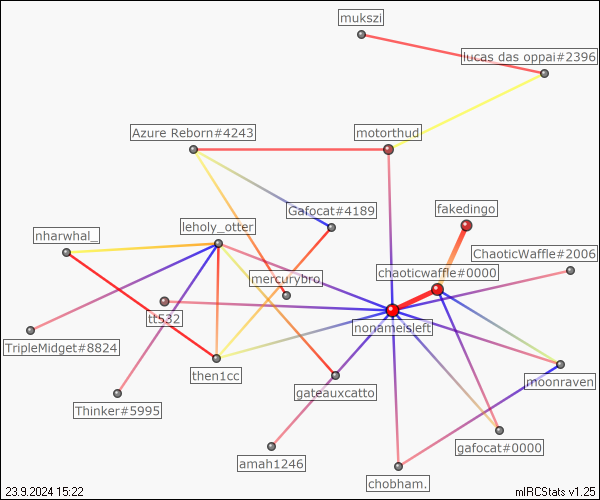 mukszi
lucas das oppai#2396
Azure Reborn#4243
motorthud
Gafocat#4189
fakedingo
leholy_otter
nharwhal_
ChaoticWaffle#2006
chaoticwaffle#0000
mercurybro
tt532
nonameisleft
TripleMidget#8824
then1cc
moonraven
gateauxcatto
Thinker#5995
gafocat#0000
amah1246
chobham.
23.9.2024 15:22
mIRCStats v1.25